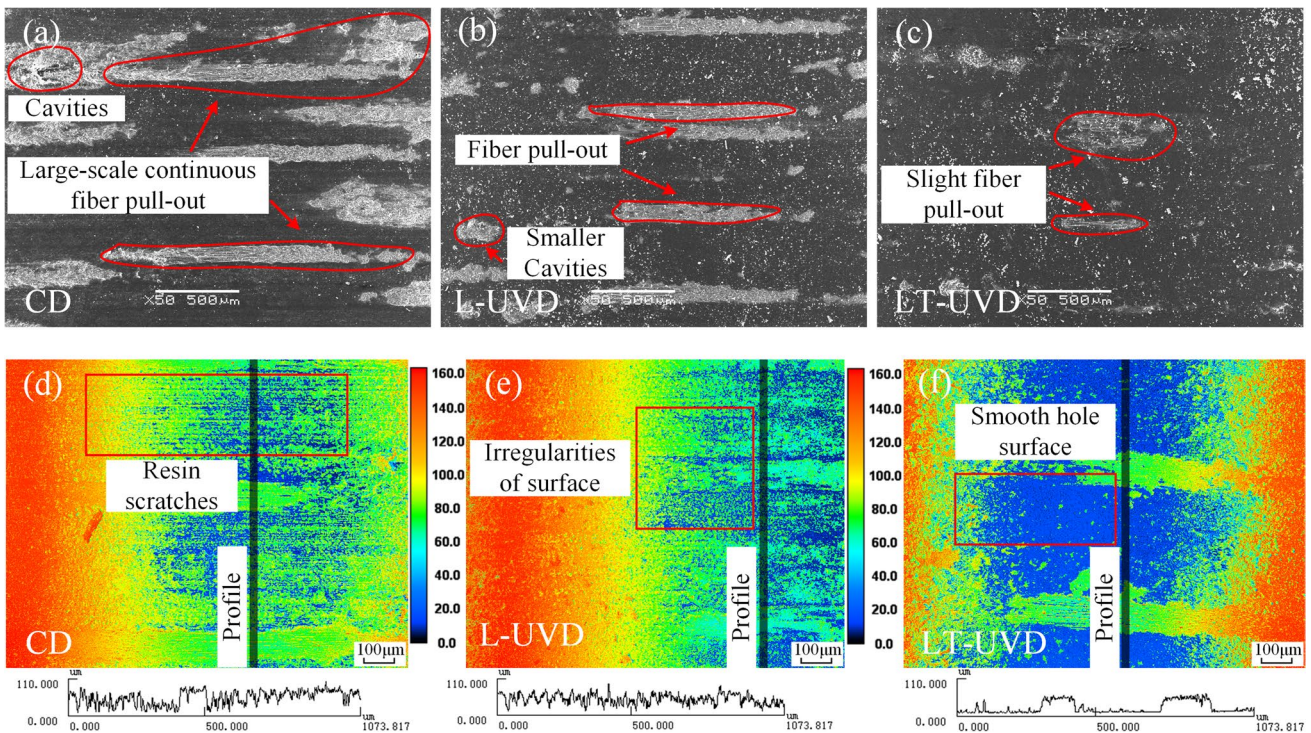 (a)
Cavities
Large-scale continuous
fiber pull-out
×50 500μm
CD
(b)
Fiber pull-out
Smaller
Cavities
×50 500μm
L-UVD
(c)
Slight fiber
pull-out
×50 500μm
LT-UVD
(d)
Resin
scratches
Profile
CD
100μm
160.0
140.0
120.0
100.0
80.0
60.0
40.0
20.0
0.0
(e)
Irregularities
of surface
Profile
L-UVD
100μm
160.0
140.0
120.0
100.0
80.0
60.0
40.0
20.0
0.0
(f)
Smooth hole
surface
Profile
LT-UVD
100μm
um
110.000
0.000
0.000
500.000
um
1073.817
um
110.000
0.000
0.000
500.000
um
1073.817
um
110.000
0.000
0.000
500.000
um
1073.817